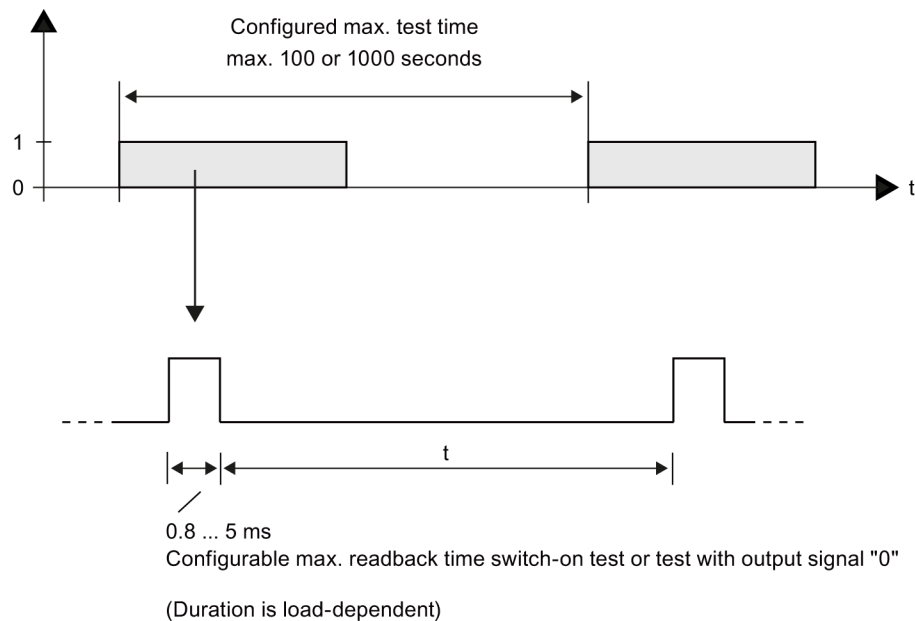 Configured max. test time
max. 100 or 1000 seconds
1
0
t
t
0.8 ... 5 ms
Configurable max. readback time switch-on test or test with output signal "0"
(Duration is load-dependent)